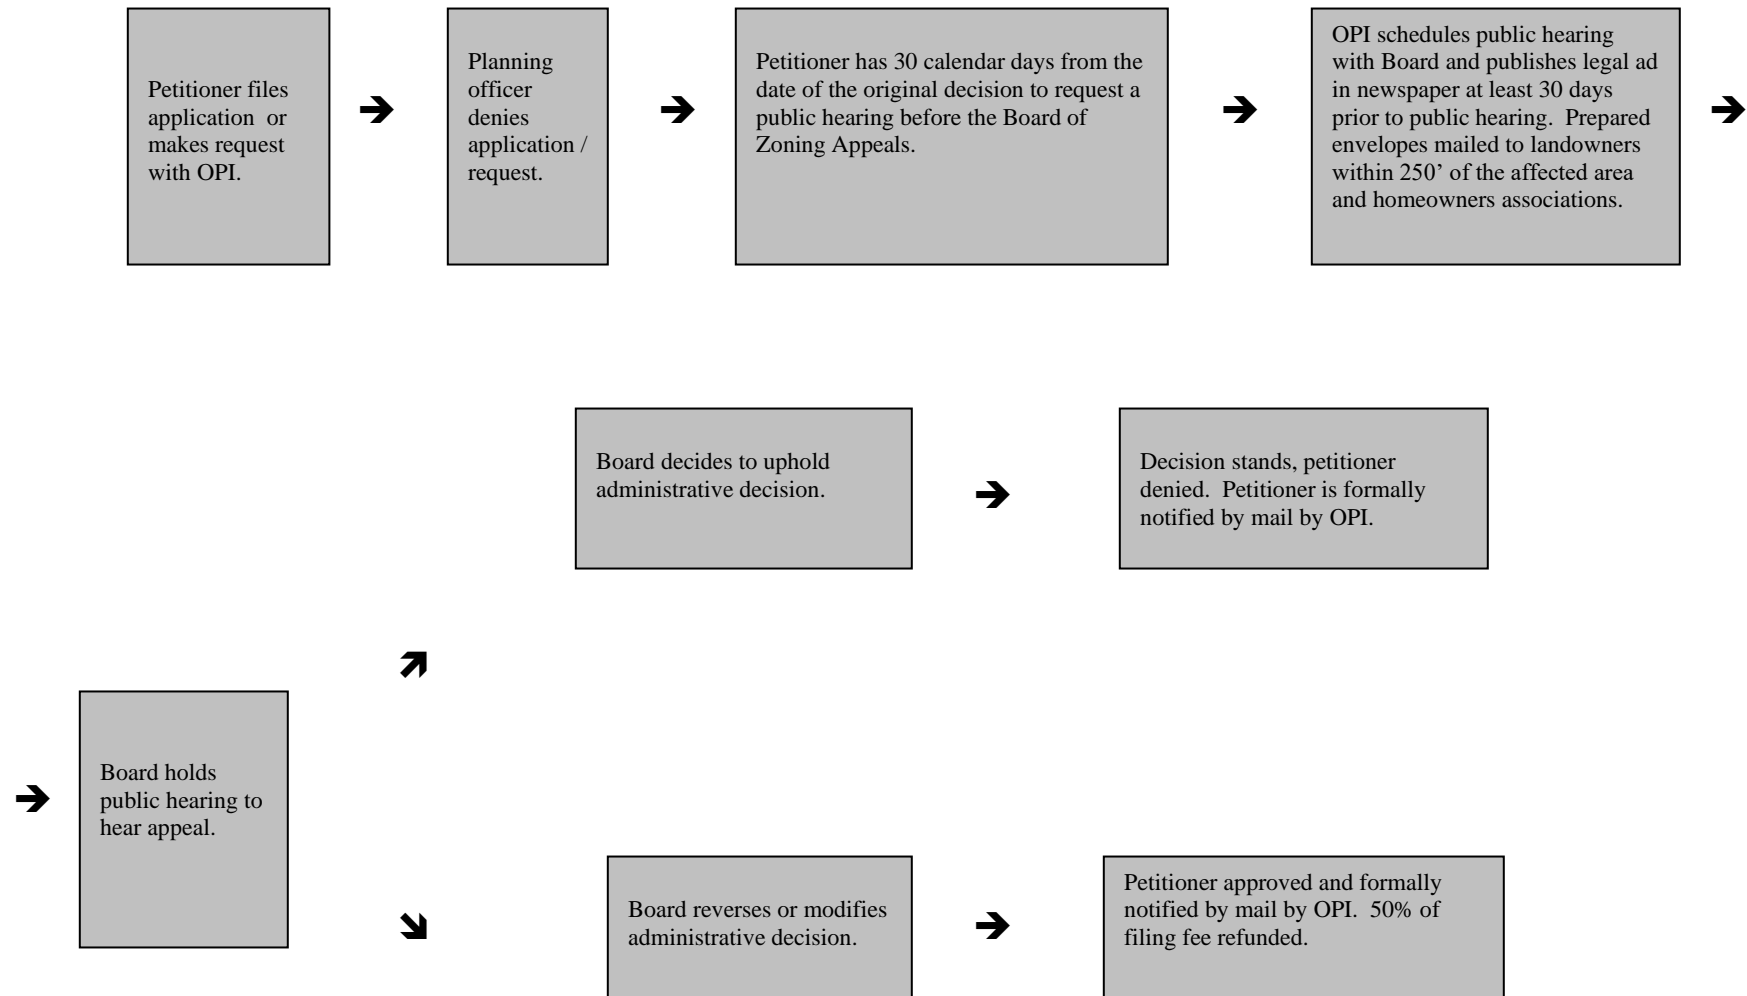 Petitioner files
application  or
makes request
with OPI.
Planning
officer
denies
application /
request.
Petitioner has 30 calendar days from the
date of the original decision to request a
public hearing before the Board of
Zoning Appeals.
OPI schedules public hearing
with Board and publishes legal ad
in newspaper at least 30 days
prior to public hearing.  Prepared
envelopes mailed to landowners
within 250’ of the affected area
and homeowners associations.
Board decides to uphold
administrative decision.
Decision stands, petitioner
denied.  Petitioner is formally
notified by mail by OPI.
Board holds
public hearing to
hear appeal.
Board reverses or modifies
administrative decision.
Petitioner approved and formally
notified by mail by OPI.  50% of
filing fee refunded.